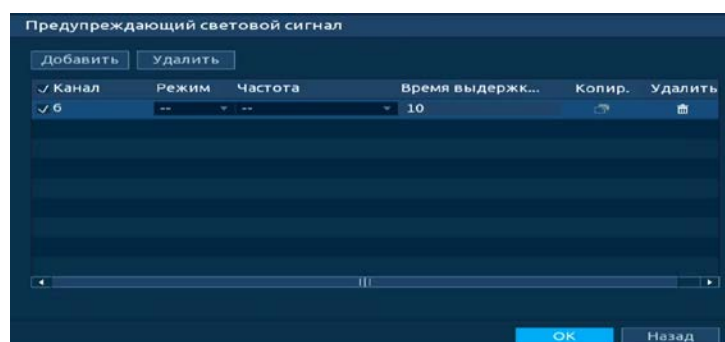 Предупреждающий световой сигнал
Добавить Удалить
Канал Режим Частота Время выдержк... Копир. Удалить
6 -- -- 10
OK Назад